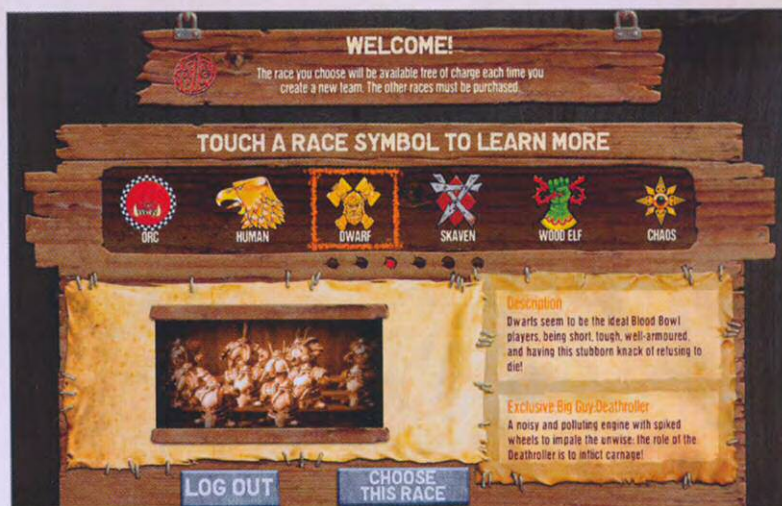 WELCOME!
The race you choose will be available free of charge each time you
create a new team. The other races must be purchased.
TOUCH A RACE SYMBOL TO LEARN MORE
ORC HUMAN DWARF SKAVEN WOOD ELF CHAOS
Description
Dwarfs seem to be the ideal Blood Bowl
players, being short, tough, well-armoured,
and having this stubborn knack of refusing to
die!
Exclusive Big Guy:Deathroller
A noisy and polluting engine with spiked
wheels to impale the unwise: the role of the
Deathroller is to inflict carnage!
LOG OUT
CHOOSE
THIS RACE